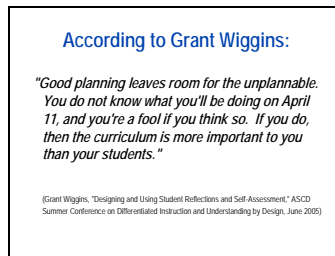 According to Grant Wiggins:
"Good planning leaves room for the unplannable.
You do not know what you'll be doing on April
11, and you're a fool if you think so. If you do,
then the curriculum is more important to you
than your students."
(Grant Wiggins, "Designing and Using Student Reflections and Self-Assessment," ASCD
Summer Conference on Differentiated Instruction and Understanding by Design, June 2005)